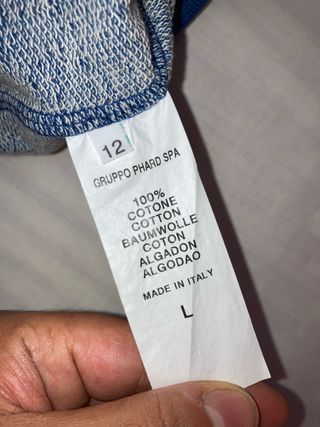 12
GRUPPO PHARD SPA
100%
COTONE
COTTON
BAUMWOLLE
COTON
ALGADON
ALGODAO
MADE IN ITALY
L